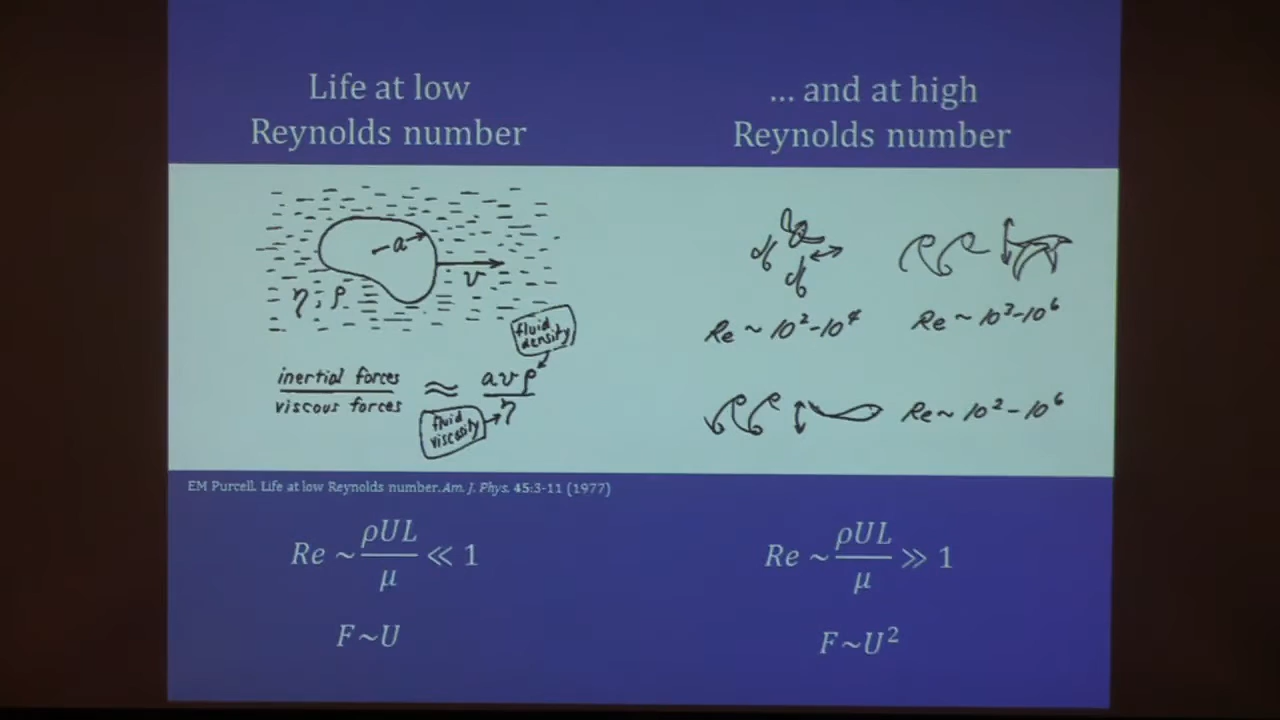 Life at low
Reynolds number
... and at high
Reynolds number
a
v
η, ρ
fluid
density
inertial forces
viscous forces
≈
avρ
η
fluid
viscosity
Re ~ 10²-10⁴
Re ~ 10³-10⁶
Re ~ 10²-10⁶
EM Purcell. Life at low Reynolds number. Am. J. Phys. 45:3-11 (1977)
Re ~ ρUL/μ ≪ 1
F~U
Re ~ ρUL/μ ≫ 1
F~U²